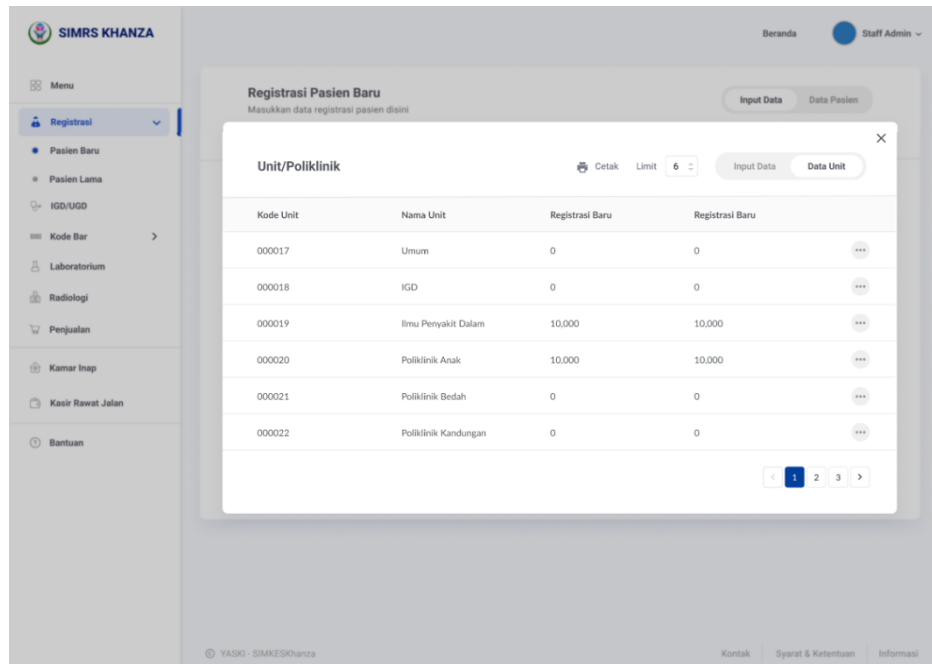 SIMRS KHANZA
Beranda
Staff Admin
Menu
Registrasi
Pasien Baru
Pasien Lama
IGD/UGD
Kode Bar
Laboratorium
Radiologi
Penjualan
Kamar Inap
Kasir Rawat Jalan
Bantuan
Registrasi Pasien Baru
Masukkan data registrasi pasien disini
Input Data Data Pasien
Unit/Poliklinik
Cetak Limit 6 Input Data Data Unit
Kode Unit Nama Unit Registrasi Baru Registrasi Baru
000017 Umum 0 0
000018 IGD 0 0
000019 Ilmu Penyakit Dalam 10,000 10,000
000020 Poliklinik Anak 10,000 10,000
000021 Poliklinik Bedah 0 0
000022 Poliklinik Kandungan 0 0
1 2 3
© YASKI - SIMKESKhanza
Kontak Syarat & Ketentuan Informasi